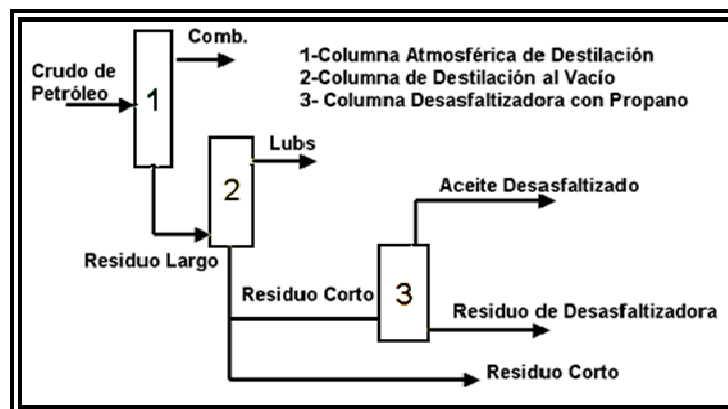 Comb.
1-Columna Atmosférica de Destilación
2-Columna de Destilación al Vacío
3- Columna Desasfaltizadora con Propano
Crudo de
Petróleo
1
Lubs
2
Aceite Desasfaltizado
Residuo Largo
Residuo Corto
3
Residuo de Desasfaltizadora
Residuo Corto